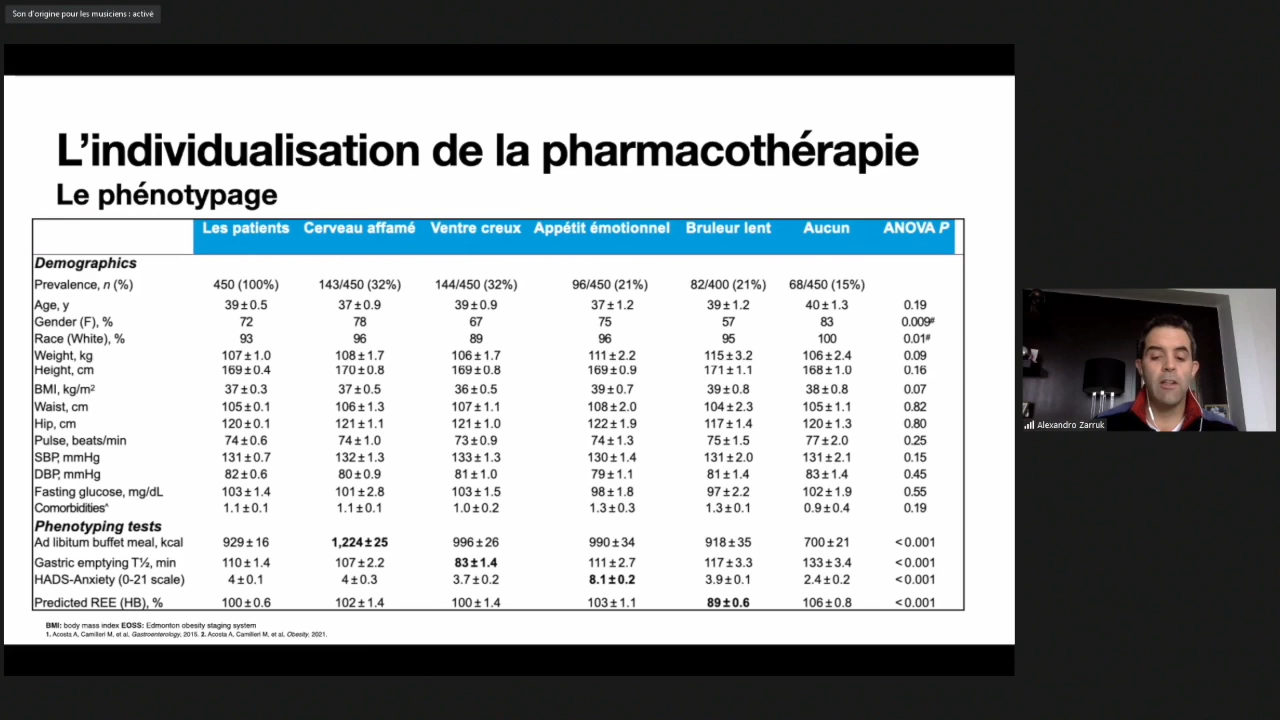 Son d'origine pour les musiciens : activé
L'individualisation de la pharmacothérapie
Le phénotypage
Les patients Cerveau affamé Ventre creux Appétit émotionnel Bruleur lent Aucun ANOVA P
Demographics
Prevalence, n (%) 450 (100%) 143/450 (32%) 144/450 (32%) 96/450 (21%) 82/400 (21%) 68/450 (15%)
Age, y 39±0.5 37±0.9 39±0.9 37±1.2 39±1.2 40±1.3 0.19
Gender (F), % 72 78 67 75 57 83 0.009#
Race (White), % 93 96 89 96 95 100 0.01#
Weight, kg 107±1.0 108±1.7 106±1.7 111±2.2 115±3.2 106±2.4 0.09
Height, cm 169±0.4 170±0.8 169±0.8 169±0.9 171±1.1 168±1.0 0.16
BMI, kg/m² 37±0.3 37±0.5 36±0.5 39±0.7 39±0.8 38±0.8 0.07
Waist, cm 105±0.1 106±1.3 107±1.1 108±2.0 104±2.3 105±1.1 0.82
Hip, cm 120±0.1 121±1.1 121±1.0 122±1.9 117±1.4 120±1.3 0.80
Pulse, beats/min 74±0.6 74±1.0 73±0.9 74±1.3 75±1.5 77±2.0 0.25
SBP, mmHg 131±0.7 132±1.3 133±1.3 130±1.4 131±2.0 131±2.1 0.15
DBP, mmHg 82±0.6 80±0.9 81±1.0 79±1.1 81±1.4 83±1.4 0.45
Fasting glucose, mg/dL 103±1.4 101±2.8 103±1.5 98±1.8 97±2.2 102±1.9 0.55
Comorbidities^ 1.1±0.1 1.1±0.1 1.0±0.2 1.3±0.3 1.3±0.1 0.9±0.4 0.19
Phenotyping tests
Ad libitum buffet meal, kcal 929±16 1,224±25 996±26 990±34 918±35 700±21 <0.001
Gastric emptying T½, min 110±1.4 107±2.2 83±1.4 111±2.7 117±3.3 133±3.4 <0.001
HADS-Anxiety (0-21 scale) 4±0.1 4±0.3 3.7±0.2 8.1±0.2 3.9±0.1 2.4±0.2 <0.001
Predicted REE (HB), % 100±0.6 102±1.4 100±1.4 103±1.1 89±0.6 106±0.8 <0.001
BMI: body mass index EOSS: Edmonton obesity staging system
1. Acosta A, Camilleri M, et al, Gastroenterology, 2015. 2. Acosta A, Camilleri M, et al, Obesity, 2021.
Alexandro Zarruk